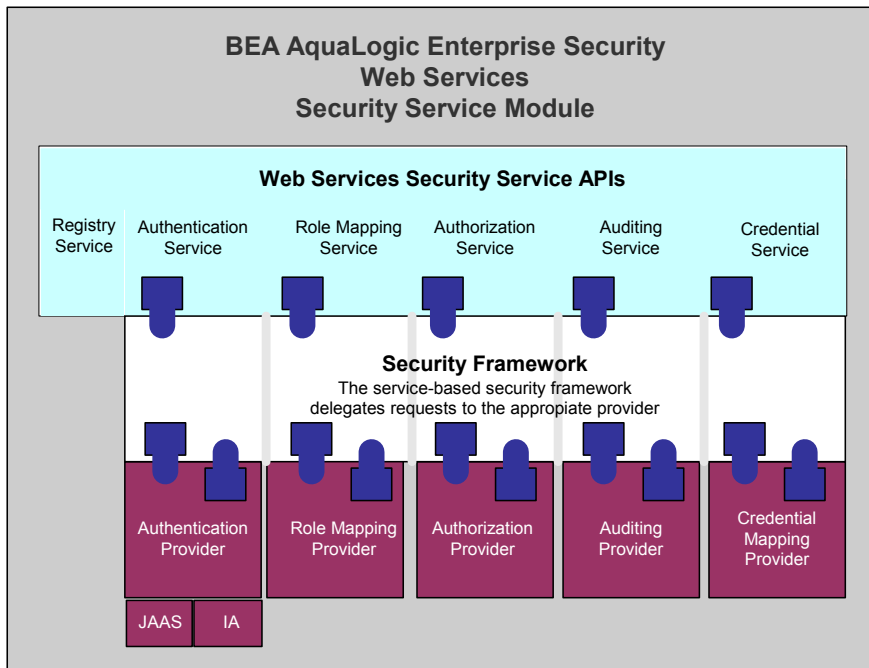 BEA AquaLogic Enterprise Security
Web Services
Security Service Module
Web Services Security Service APIs
Registry
Service
Authentication
Service
Role Mapping
Service
Authorization
Service
Auditing
Service
Credential
Service
Security Framework
The service-based security framework
delegates requests to the appropiate provider
Authentication
Provider
Role Mapping
Provider
Authorization
Provider
Auditing
Provider
Credential
Mapping
Provider
JAAS
IA